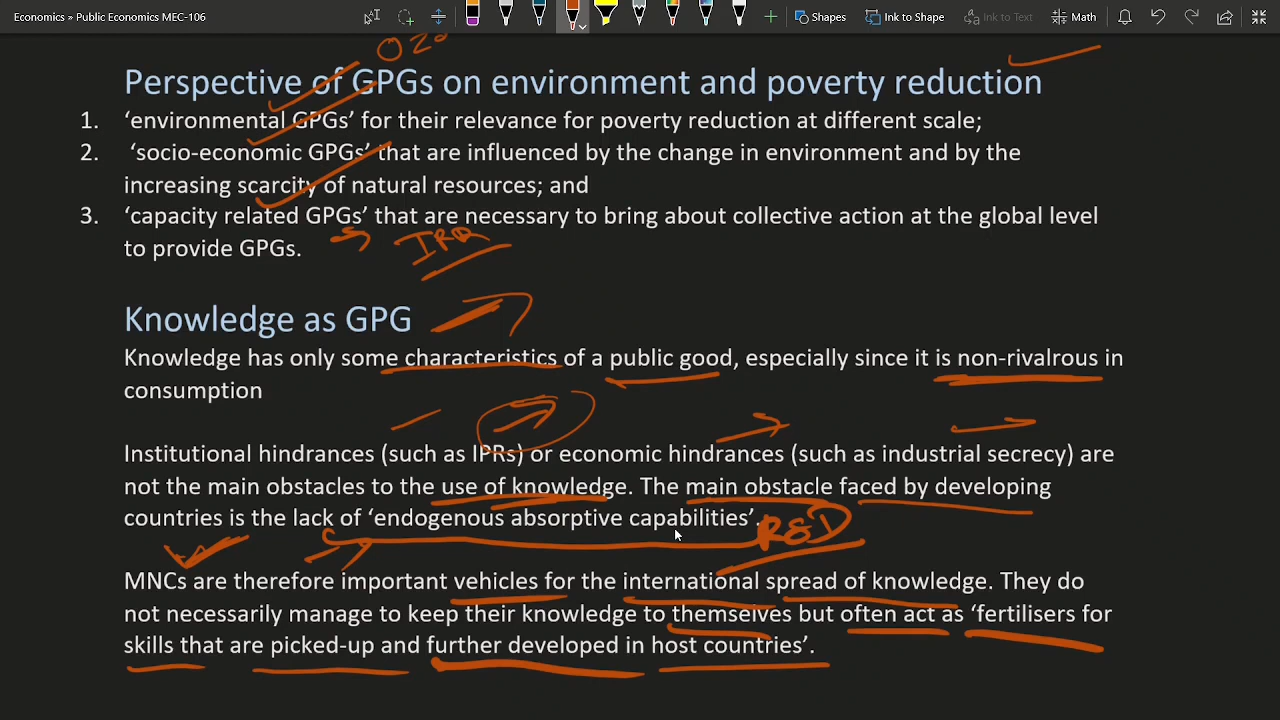 Economics » Public Economics MEC-106
Shapes Ink to Shape Ink to Text Math
Perspective of GPGs on environment and poverty reduction
1. ‘environmental GPGs’ for their relevance for poverty reduction at different scale;
2. ‘socio-economic GPGs’ that are influenced by the change in environment and by the
increasing scarcity of natural resources; and
3. ‘capacity related GPGs’ that are necessary to bring about collective action at the global level
to provide GPGs.
Knowledge as GPG
Knowledge has only some characteristics of a public good, especially since it is non-rivalrous in
consumption
Institutional hindrances (such as IPRs) or economic hindrances (such as industrial secrecy) are
not the main obstacles to the use of knowledge. The main obstacle faced by developing
countries is the lack of ‘endogenous absorptive capabilities’.
R&D
MNCs are therefore important vehicles for the international spread of knowledge. They do
not necessarily manage to keep their knowledge to themselves but often act as ‘fertilisers for
skills that are picked-up and further developed in host countries’.